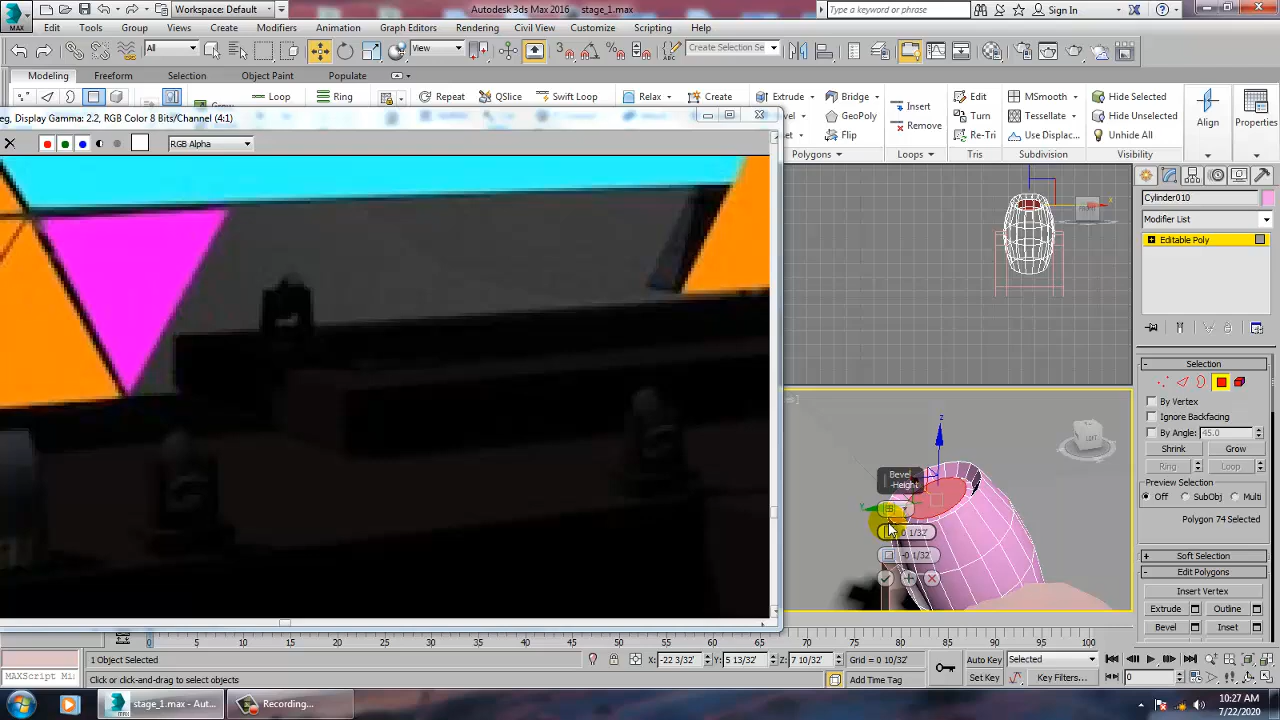 Workspace: Default
Autodesk 3ds Max 2016    stage_1.max
Type a keyword or phrase
Sign In
MAX
Edit Tools Group Views Create Modifiers Animation Graph Editors Rendering Civil View Customize Scripting Help
All
View
Create Selection Se
Modeling Freeform Selection Object Paint Populate
Loop Ring Repeat QSlice Swift Loop Relax Create Extrude Bridge Insert Edit MSmooth Hide Selected
GeoPoly Remove Turn Tessellate Hide Unselected
Flip Re-Tri Use Displac... Unhide All
Align Properties
Polygons Loops Tris Subdivision Visibility
eg. Display Gamma: 2.2, RGB Color 8 Bits/Channel (4:1)
RGB Alpha
FRONT
Cylinder010
Modifier List
Editable Poly
Selection
By Vertex
Ignore Backfacing
By Angle: 45.0
Shrink Grow
Ring Loop
Preview Selection
Off SubObj Multi
Polygon 74 Selected
Soft Selection
Edit Polygons
Insert Vertex
Extrude Outline
Bevel Inset
LEFT
Bevel
-Height
0 1/32'
-0 1/32'
0 5 10 15 20 25 30 35 40 45 50 55 60 65 70 75 80 85 90 95 100
1 Object Selected
X: -22 3/32' Y: 5 13/32' Z: 7 10/32' Grid = 0 10/32'
Auto Key Selected
MAXScript Mi
Click or click-and-drag to select objects
Add Time Tag
Set Key Key Filters... 0
stage_1.max - Aut...
Recording...
10:27 AM
7/22/2020